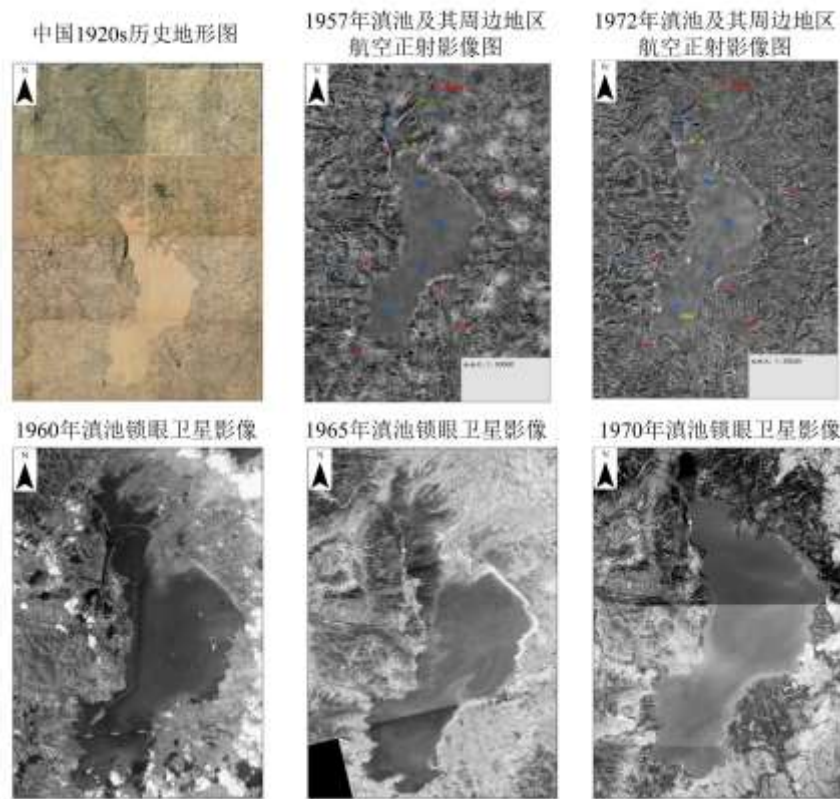 中国1920s历史地形图
1957年滇池及其周边地区
航空正射影像图
1972年滇池及其周边地区
航空正射影像图
N
N
N
1960年滇池锁眼卫星影像
1965年滇池锁眼卫星影像
1970年滇池锁眼卫星影像
N
N
N